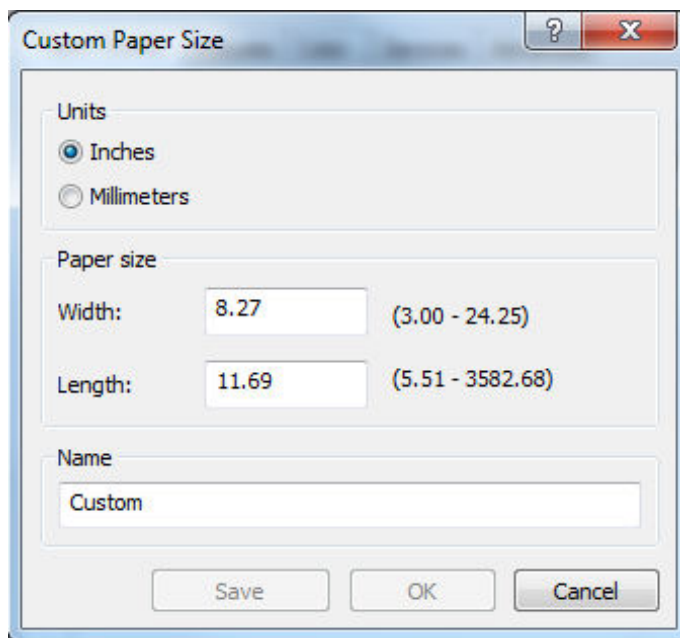 Custom Paper Size
?
X
Units
Inches
Millimeters
Paper size
Width: 8.27 (3.00 - 24.25)
Length: 11.69 (5.51 - 3582.68)
Name
Custom
Save OK Cancel